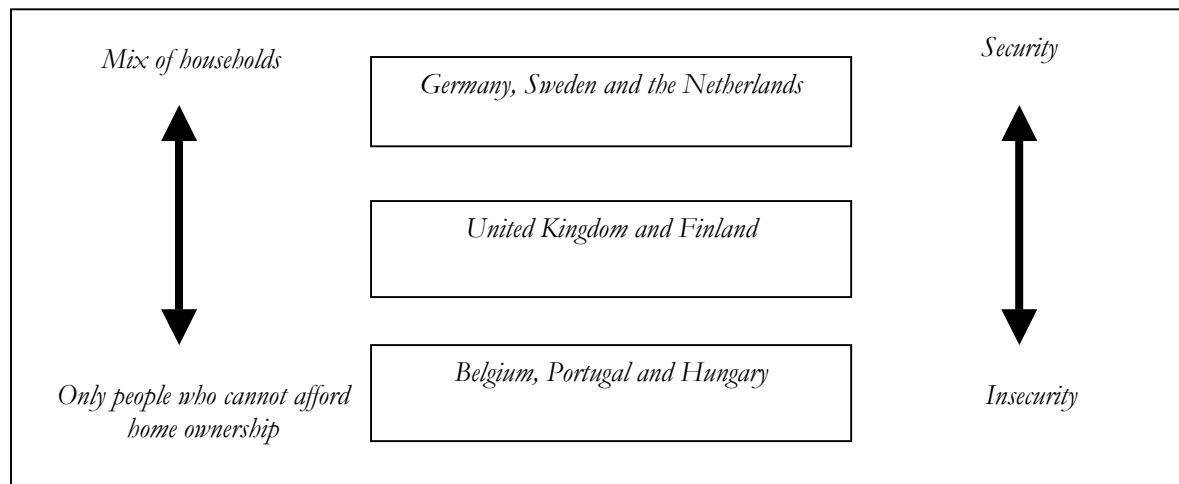 Mix of households
Security
Germany, Sweden and the Netherlands
United Kingdom and Finland
Belgium, Portugal and Hungary
Only people who cannot afford
home ownership
Insecurity